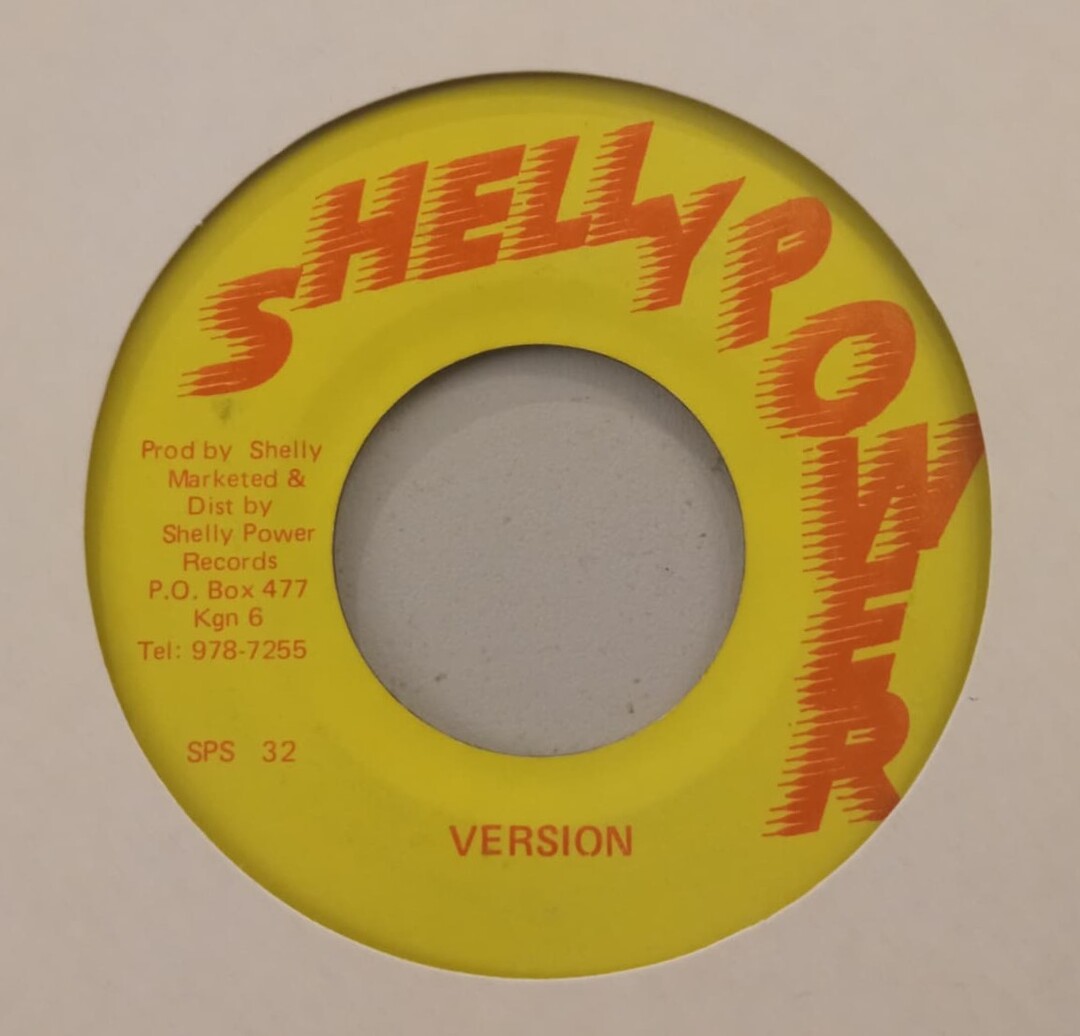 SHELLY POWER
Prod by Shelly
Marketed &
Dist by
Shelly Power
Records
P.O. Box 477
Kgn 6
Tel: 978-7255
SPS 32
VERSION